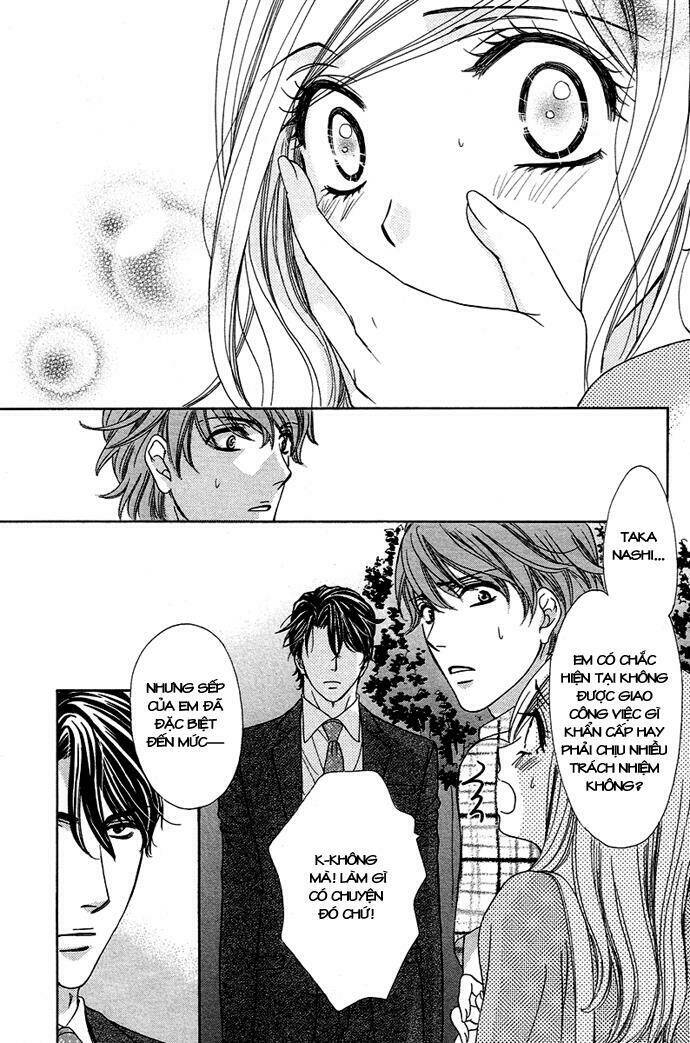 TAKA
NASHI...
EM CÓ CHẮC
HIỆN TẠI KHÔNG
ĐƯỢC GIAO
CÔNG VIỆC GÌ
KHẨN CẤP HAY
PHẢI CHỊU NHIỀU
TRÁCH NHIỆM
KHÔNG?
K-KHÔNG
MÀ! LÀM GÌ
CÓ CHUYỆN
ĐÓ CHỨ!
NHƯNG SẾP
CỦA EM ĐÃ
ĐẶC BIỆT
ĐẾN MỨC—